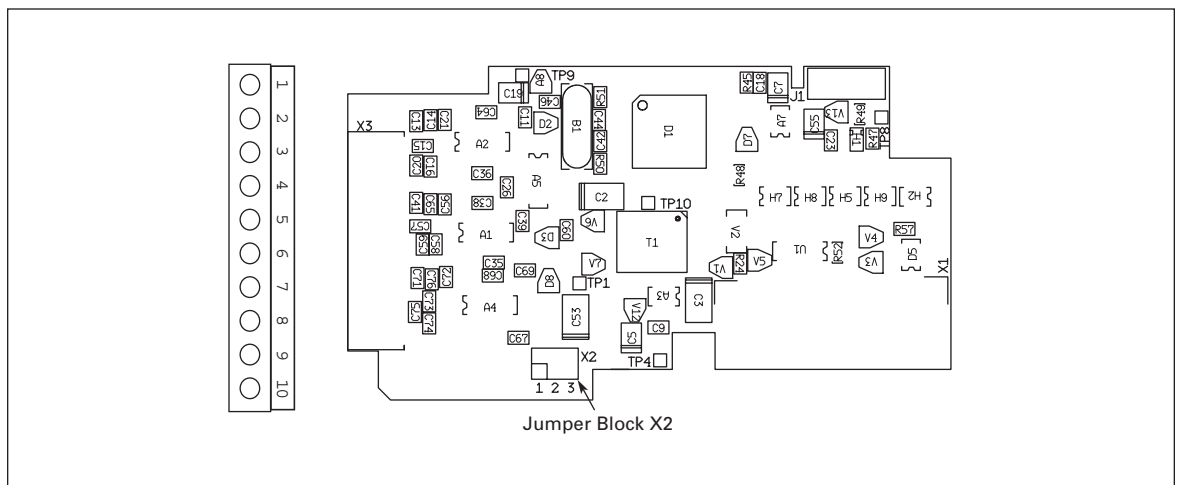 1
2
3
4
5
6
7
8
9
10
X3
C13
C14
C21
C15
C20
C16
C41
C65
C56
C57
C59
C58
C71
C76
C72
C73
C75
C74
C64
A2
C36
C26
C38
A1
C35
C68
A4
C67
C19
TP9
A8
C46
C11
D2
A5
C39
D3
C69
D8
C60
B1
R51
C44
C42
R50
D1
C2
V6
V7
TP1
C53
TP10
T1
X2
1 2 3
Jumper Block X2
R45
C18
C7
J1
A7
D7
R48
C55
V13
C23
R49
H1
R47
TP8
H7
H8
H5
H9
H2
V2
V1
R24
V5
U1
R52
V4
V3
R57
D5
X1
A3
C3
V12
C5
C9
TP4